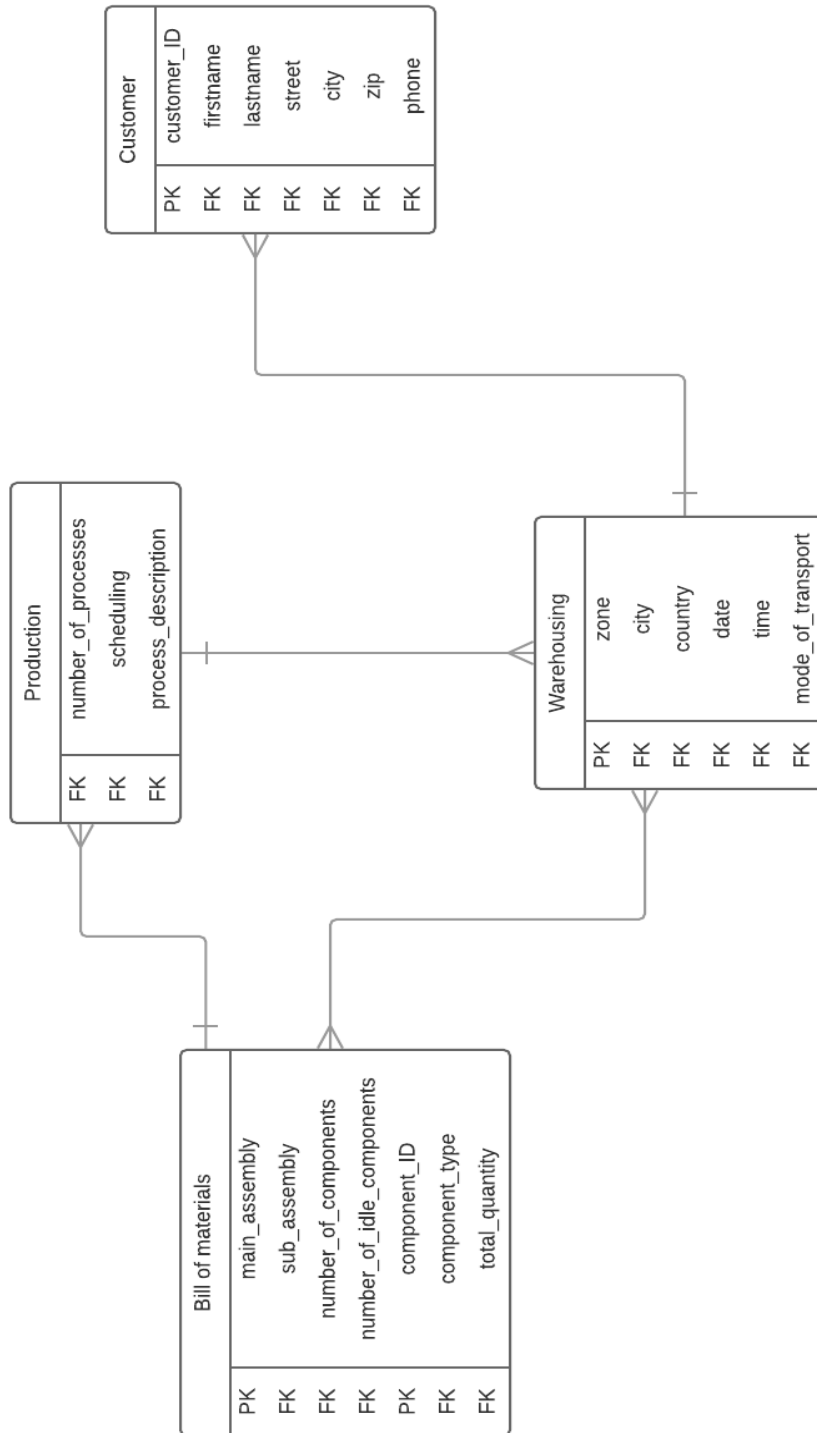 Bill of materials
PK main_assembly
FK sub_assembly
FK number_of_components
FK number_of_idle_components
PK component_ID
FK component_type
FK total_quantity
Production
FK number_of_processes
FK scheduling
FK process_description
Warehousing
PK zone
FK city
FK country
FK date
FK time
FK mode_of_transport
Customer
PK customer_ID
FK firstname
FK lastname
FK street
FK city
FK zip
FK phone